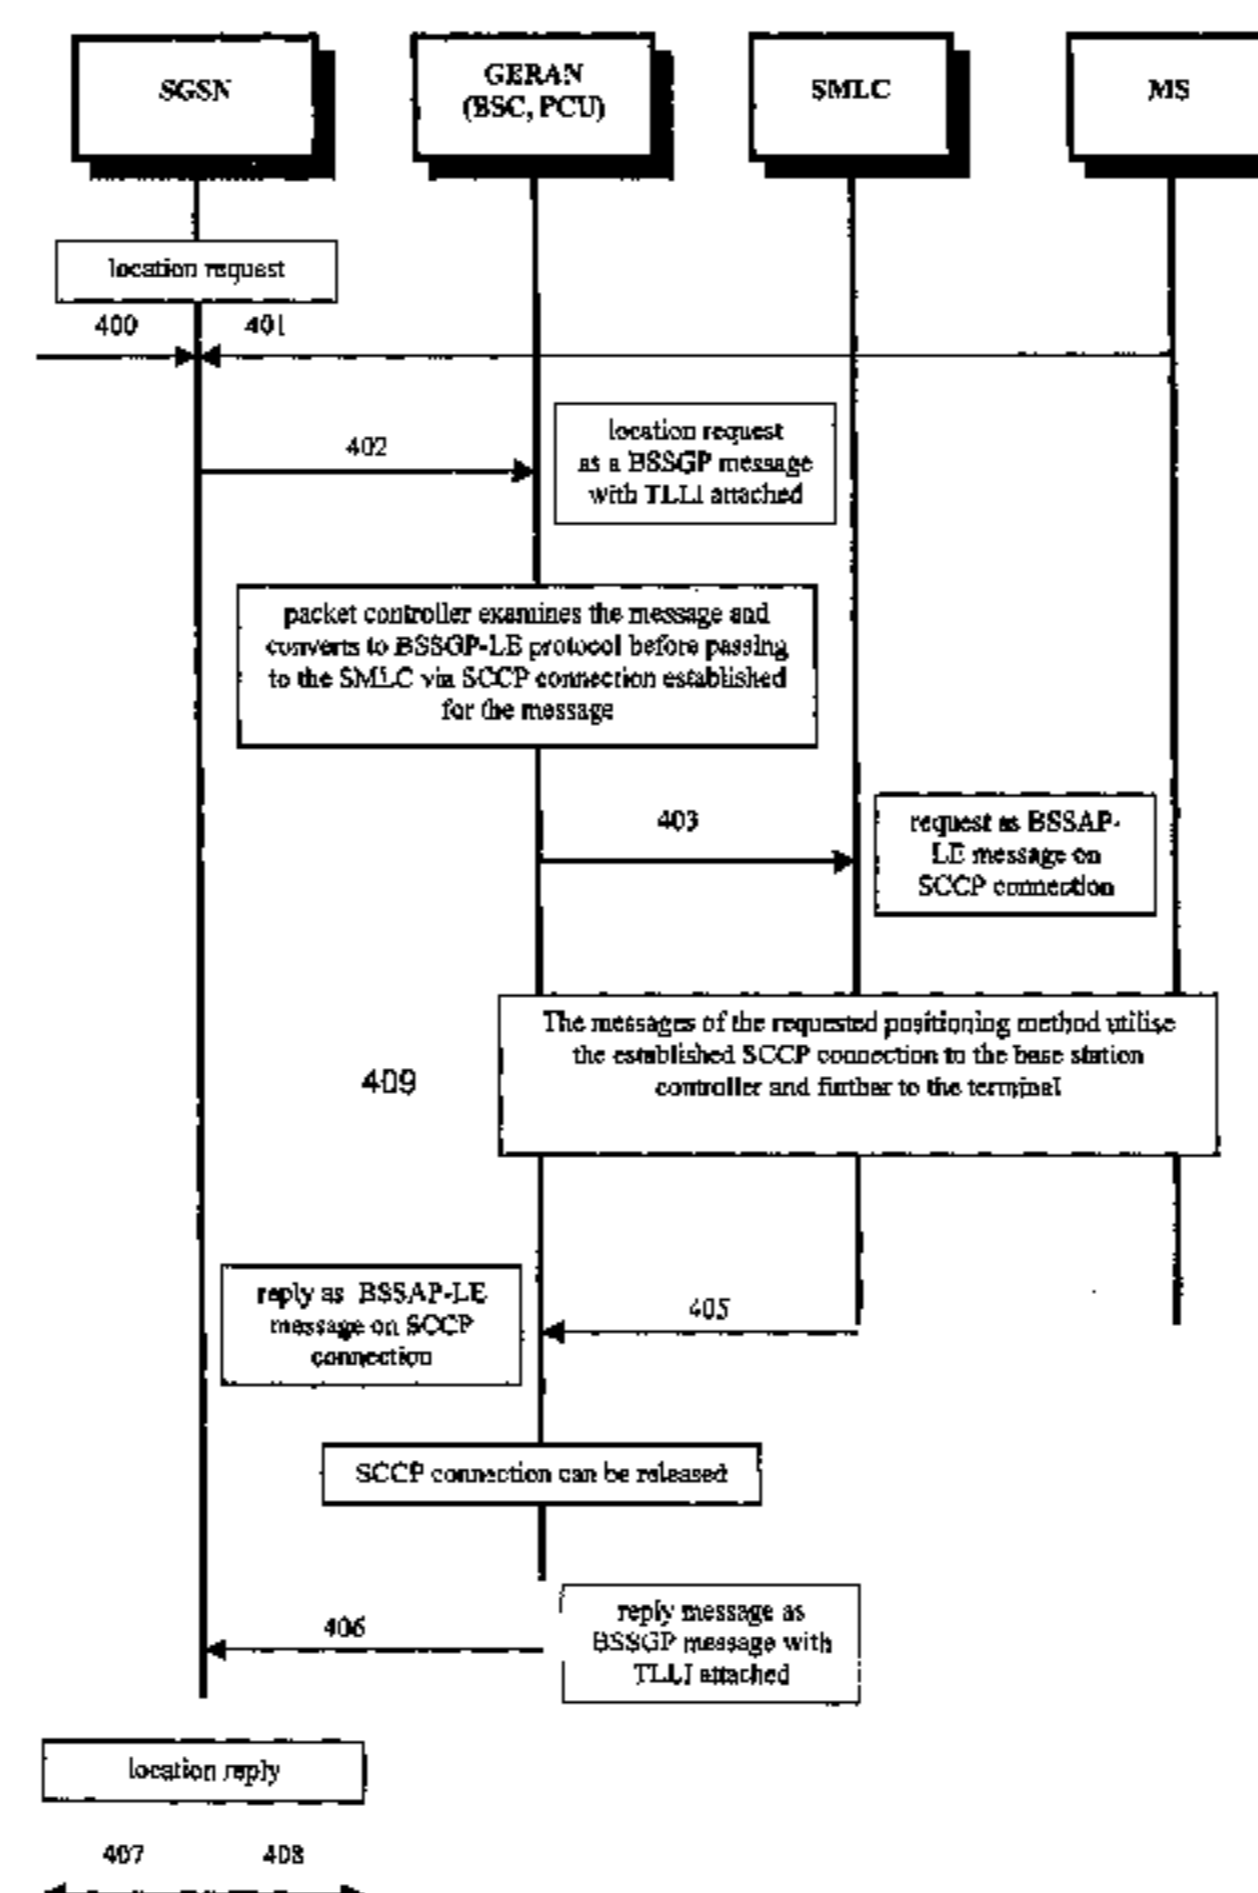 SGSN
GERAN
(BSC, PCU)
SMLC
MS
location request
400
401
402
location request
as a BSSGP message
with TLLI attached
packet controller examines the message and
converts to BSSGP-LE protocol before passing
to the SMLC via SCCP connection established
for the message
403
request as BSSAP-
LE message on
SCCP connection
The messages of the requested positioning method utilise
the established SCCP connection to the base station
controller and further to the terminal
409
reply as BSSAP-LE
message on SCCP
connection
405
SCCP connection can be released
406
reply message as
BSSGP message with
TLLI attached
location reply
407
408